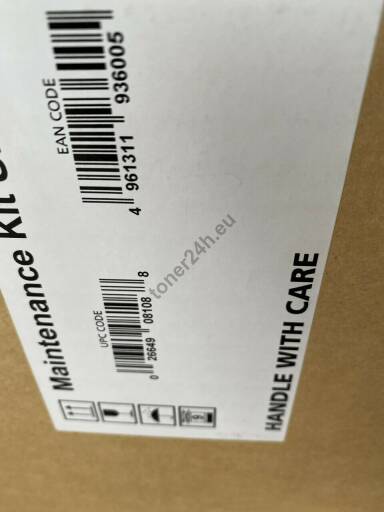 Maintenance Kit
EAN CODE
4 961311 936005
UPC CODE
0 26649 08108 8
HANDLE WITH CARE
toner24h.eu